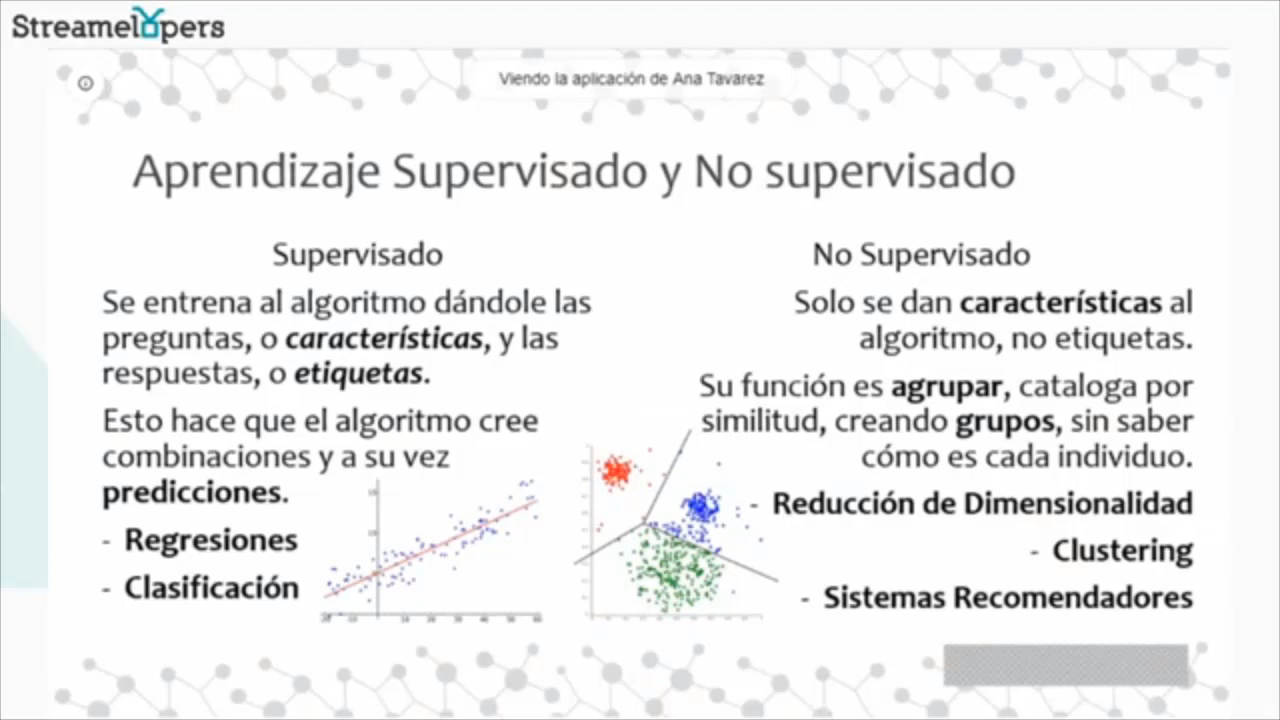 Streamelopers
Viendo la aplicación de Ana Tavarez
Aprendizaje Supervisado y No supervisado
Supervisado
Se entrena al algoritmo dándole las
preguntas, o características, y las
respuestas, o etiquetas.
Esto hace que el algoritmo cree
combinaciones y a su vez
predicciones.
- Regresiones
- Clasificación
No Supervisado
Solo se dan características al
algoritmo, no etiquetas.
Su función es agrupar, cataloga por
similitud, creando grupos, sin saber
cómo es cada individuo.
- Reducción de Dimensionalidad
- Clustering
- Sistemas Recomendadores